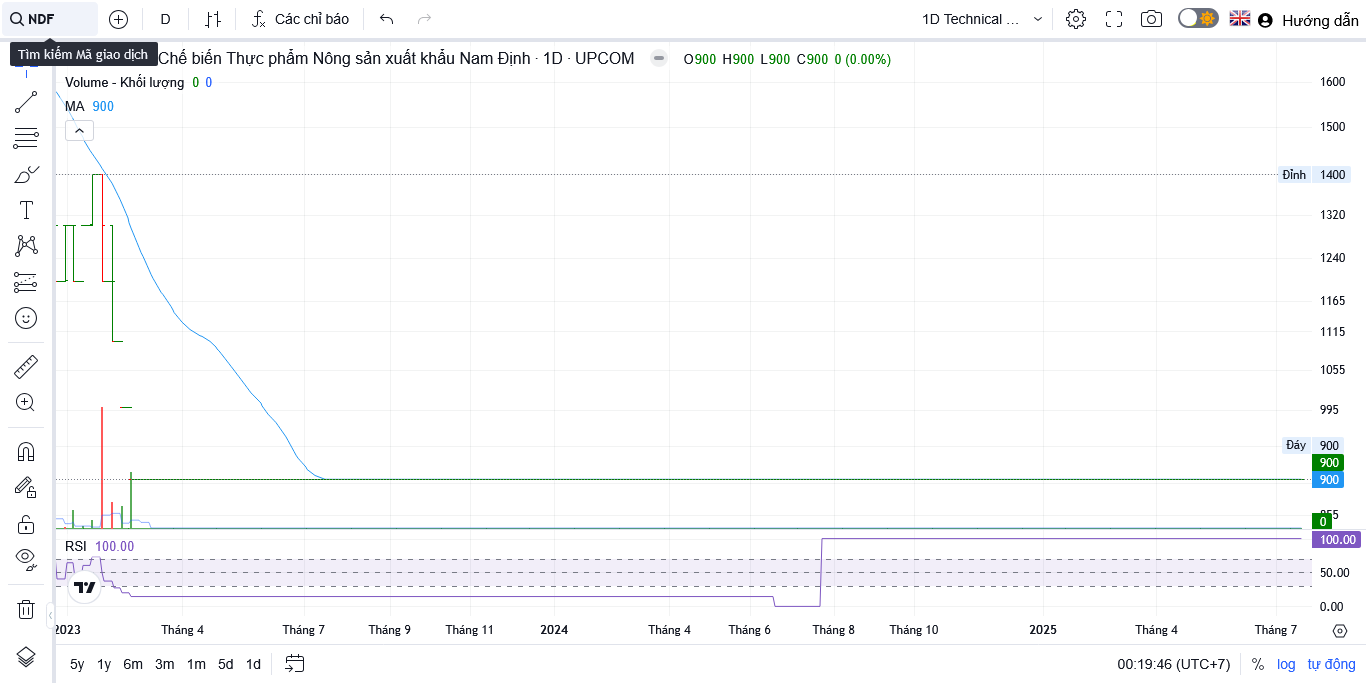 NDF
D
Các chỉ báo
1D Technical ...
Hướng dẫn
Tìm kiếm Mã giao dịch
Chế biến Thực phẩm Nông sản xuất khẩu Nam Định · 1D · UPCOM
O900 H900 L900 C900 0 (0.00%)
Volume - Khối lượng 0 0
MA 900
1600
1500
Đỉnh 1400
1320
1240
1165
1115
1055
995
Đáy 900
900
900
0
RSI 100.00
100.00
50.00
0.00
2023 Tháng 4 Tháng 7 Tháng 9 Tháng 11 2024 Tháng 4 Tháng 6 Tháng 8 Tháng 10 2025 Tháng 4 Tháng 7
5y 1y 6m 3m 1m 5d 1d
00:19:46 (UTC+7) % log tự động